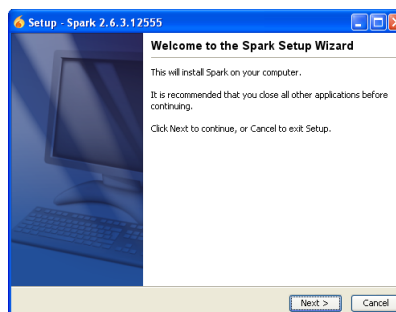 Setup - Spark 2.6.3.12555
Welcome to the Spark Setup Wizard
This will install Spark on your computer.
It is recommended that you close all other applications before
continuing.
Click Next to continue, or Cancel to exit Setup.
Next >
Cancel